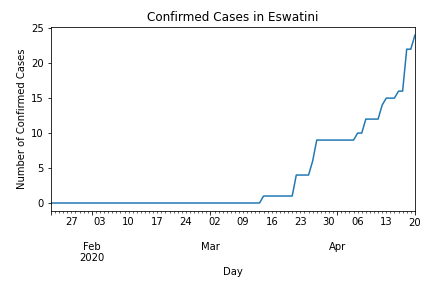 Confirmed Cases in Eswatini
Number of Confirmed Cases
25
20
15
10
5
0
27 03 10 17 24 02 09 16 23 30 06 13 20
Feb Mar Apr
2020
Day